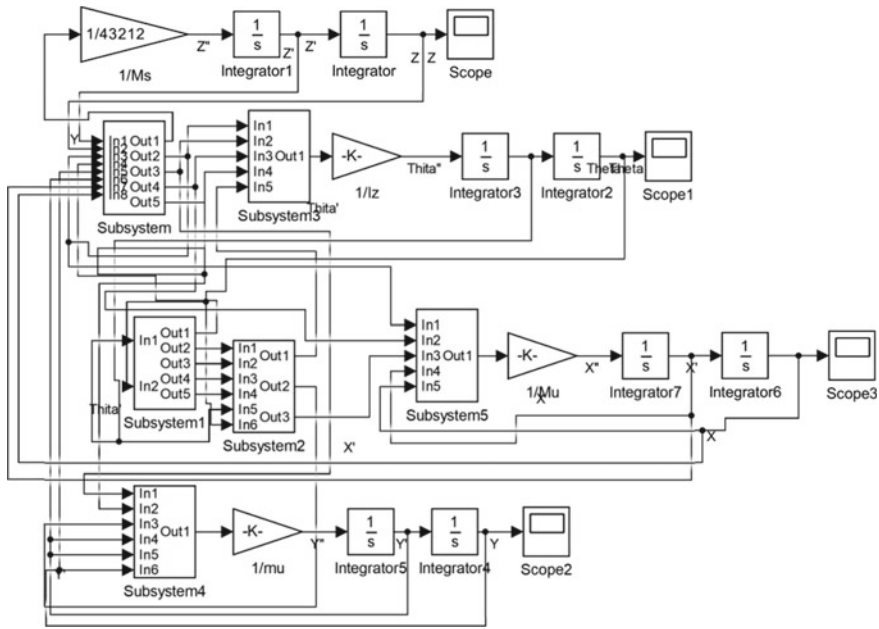 1/43212
1/Ms
Z"
1
s
Integrator1
Z'
Z'
1
s
Integrator
Z
Z
Scope
Y
In1
In2
In3
In4
In5
In6
In7
In8
Out1
Out2
Out3
Out4
Out5
Subsystem
In1
In2
In3
In4
In5
Out1
Subsystem3
Thita'
-K-
1/Iz
Thita"
1
s
Integrator3
1
s
Integrator2
Theta
Theta
Scope1
In1
In2
Out1
Out2
Out3
Out4
Out5
Thita'
Subsystem1
In1
In2
In3
In4
In5
In6
Out1
Out2
Out3
Subsystem2
X'
In1
In2
In3
In4
In5
Out1
Subsystem5
-K-
1/Mu
X
X"
1
s
Integrator7
X'
1
s
Integrator6
X
Scope3
In1
In2
In3
In4
In5
In6
Out1
Subsystem4
-K-
1/mu
Y"
1
s
Integrator5
Y'
1
s
Integrator4
Y
Scope2